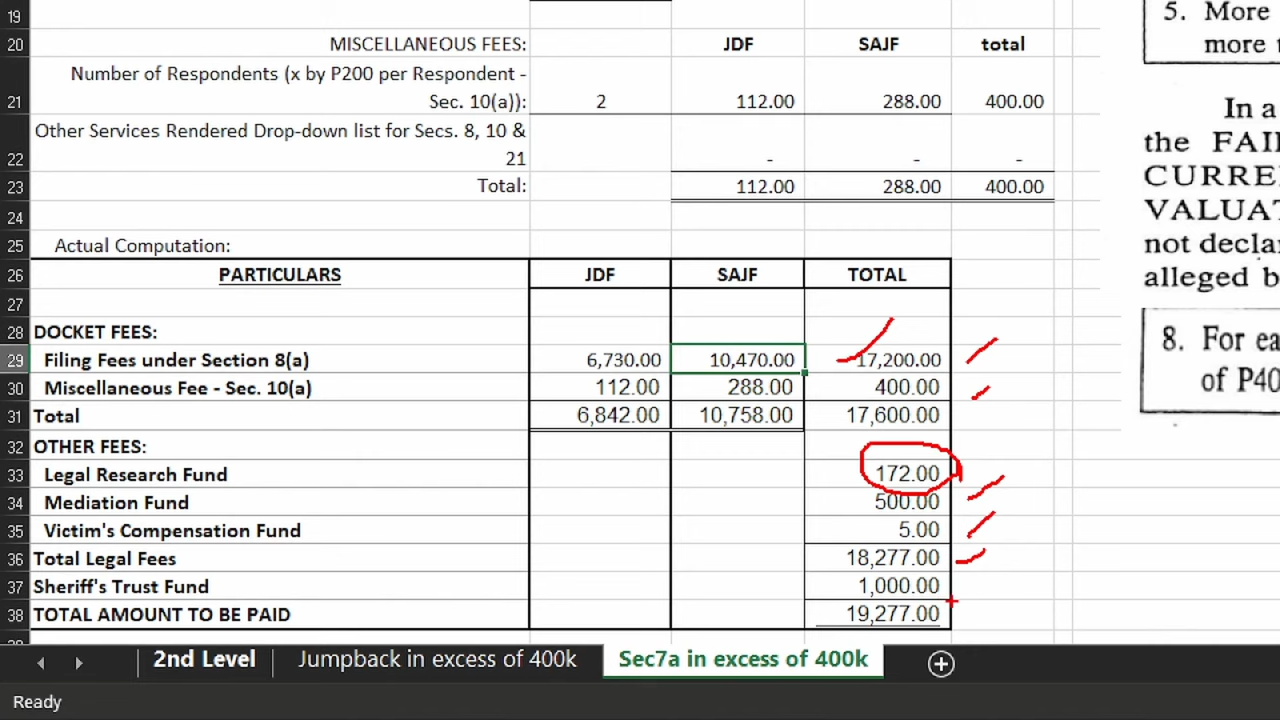 19
20 MISCELLANEOUS FEES: JDF SAJF total
Number of Respondents (x by P200 per Respondent -
21 Sec. 10(a)): 2 112.00 288.00 400.00
Other Services Rendered Drop-down list for Secs. 8, 10 &
22 21 - - -
23 Total: 112.00 288.00 400.00
24
25 Actual Computation:
26 PARTICULARS JDF SAJF TOTAL
27
28 DOCKET FEES:
29 Filing Fees under Section 8(a) 6,730.00 10,470.00 17,200.00
30 Miscellaneous Fee - Sec. 10(a) 112.00 288.00 400.00
31 Total 6,842.00 10,758.00 17,600.00
32 OTHER FEES:
33 Legal Research Fund 172.00
34 Mediation Fund 500.00
35 Victim's Compensation Fund 5.00
36 Total Legal Fees 18,277.00
37 Sheriff's Trust Fund 1,000.00
38 TOTAL AMOUNT TO BE PAID 19,277.00
5. More
more
In a
the
not
alleged
8. For
of
2nd Level Jumpback in excess of 400k Sec7a in excess of 400k
Ready